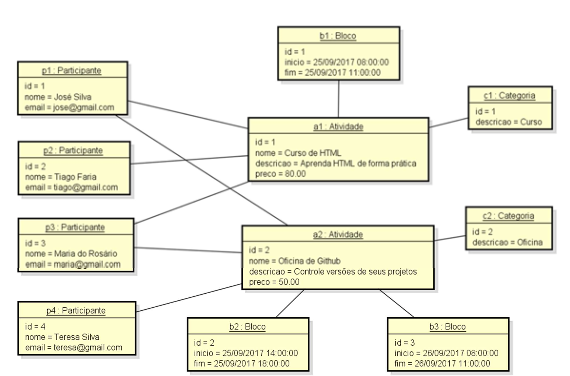 b1 : Bloco
id = 1
inicio = 25/09/2017 08:00:00
fim = 25/09/2017 11:00:00
p1 : Participante
id = 1
nome = José Silva
email = jose@gmail.com
c1 : Categoria
id = 1
descricao = Curso
a1 : Atividade
id = 1
nome = Curso de HTML
descricao = Aprenda HTML de forma prática
preco = 80.00
p2 : Participante
id = 2
nome = Tiago Faria
email = tiago@gmail.com
p3 : Participante
id = 3
nome = Maria do Rosário
email = maria@gmail.com
c2 : Categoria
id = 2
descricao = Oficina
a2 : Atividade
id = 2
nome = Oficina de Github
descricao = Controle versões de seus projetos
preco = 50.00
p4 : Participante
id = 4
nome = Teresa Silva
email = teresa@gmail.com
b2 : Bloco
id = 2
inicio = 25/09/2017 14:00:00
fim = 25/09/2017 18:00:00
b3 : Bloco
id = 3
inicio = 26/09/2017 08:00:00
fim = 26/09/2017 11:00:00